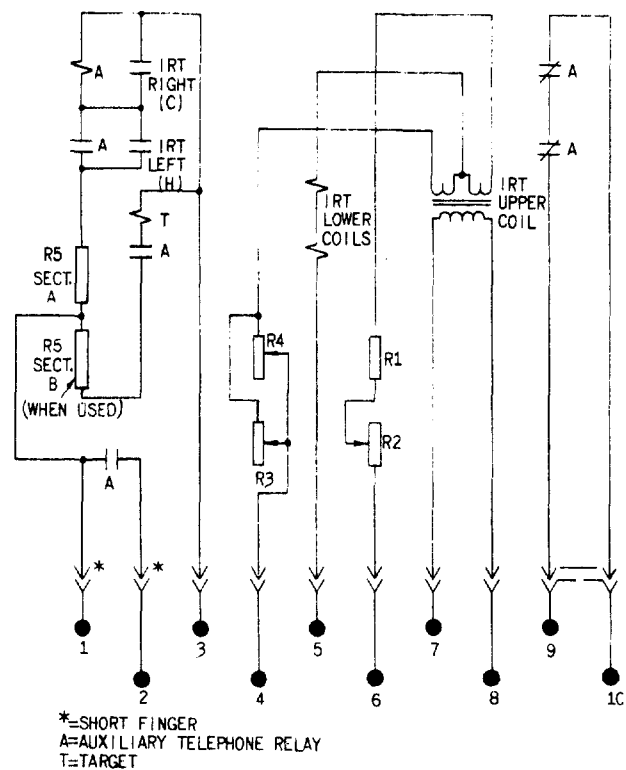 A
IRT
RIGHT
(C)
A
A
IRT
LEFT
(H)
T
A
IRT
LOWER
COILS
IRT
UPPER
COIL
A
R5
SECT.
A
R5
SECT.
B
(WHEN USED)
R4
R3
R1
R2
A
*
*
1
2
3
4
5
6
7
8
9
10
*=SHORT FINGER
A=AUXILIARY TELEPHONE RELAY
T=TARGET